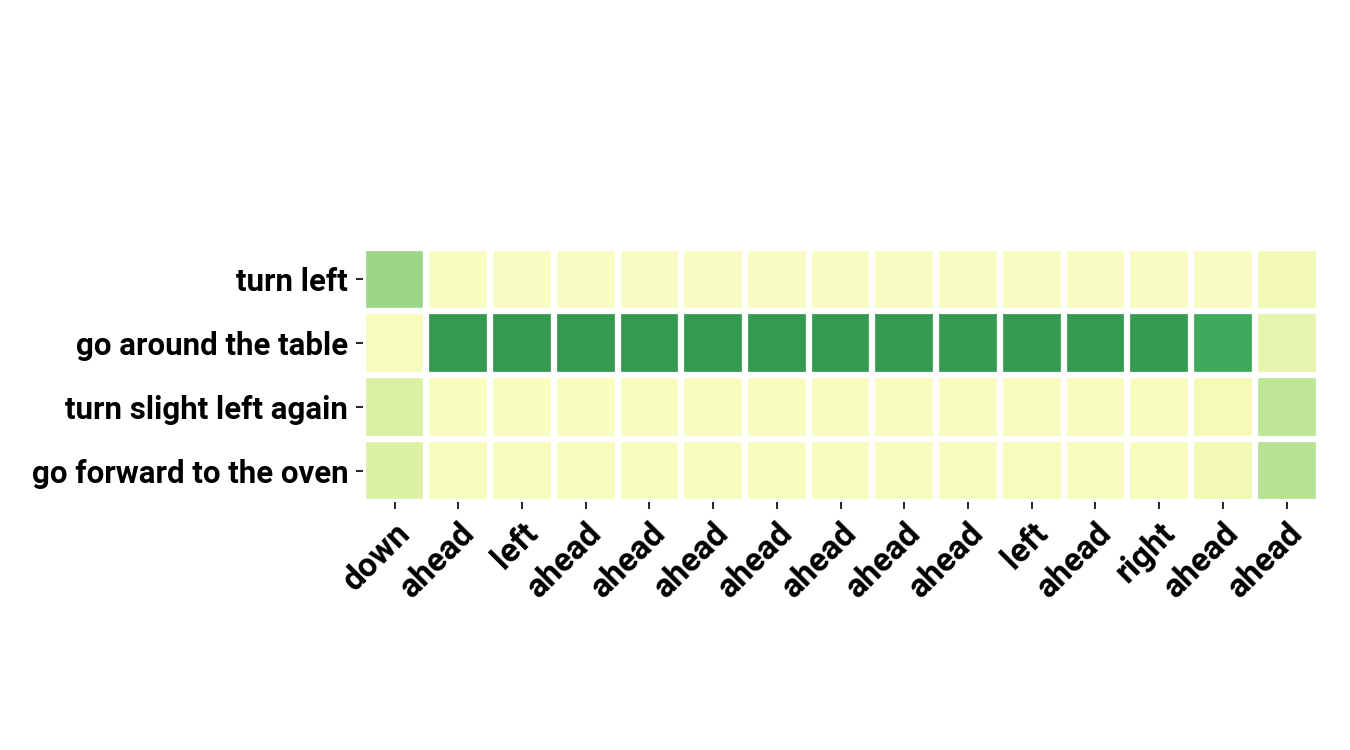 turn left
go around the table
turn slight left again
go forward to the oven
down
ahead
left
ahead
ahead
ahead
ahead
ahead
ahead
ahead
left
ahead
right
ahead
ahead